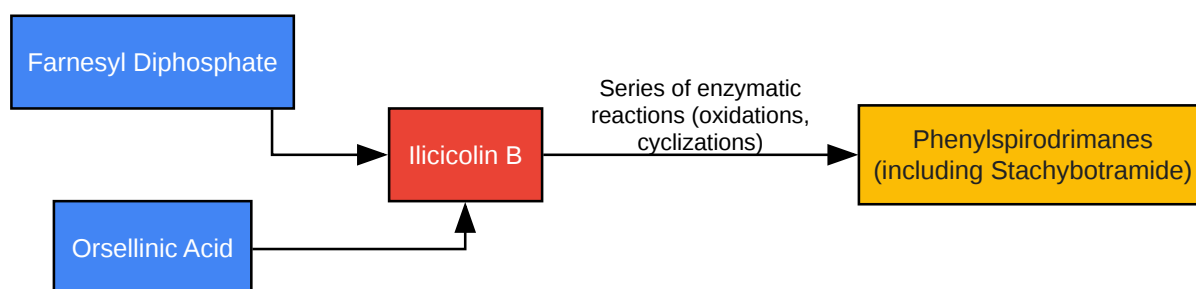 Farnesyl Diphosphate
Series of enzymatic
reactions (oxidations,
cyclizations)
Ilicicolin B
Phenylspirodrimanes
(including Stachybotramide)
Orsellinic Acid